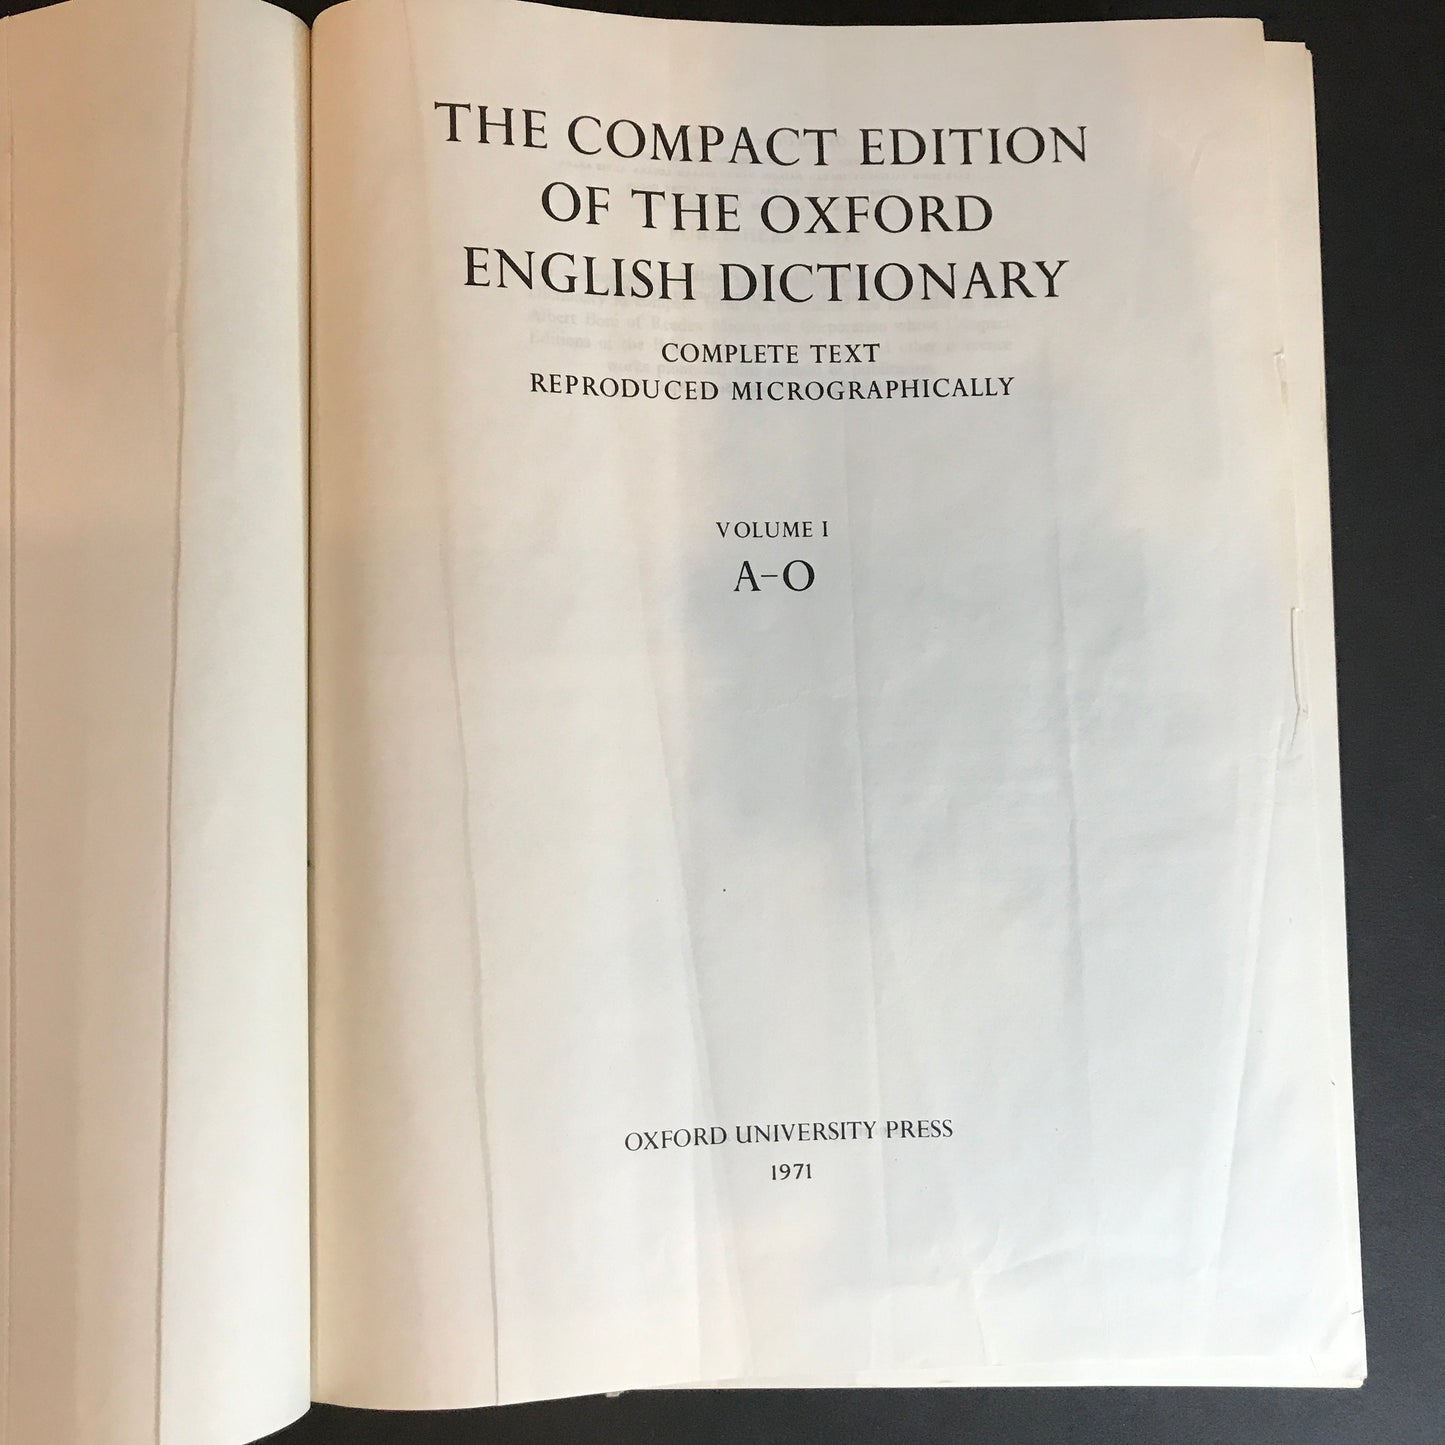 THE COMPACT EDITION
OF THE OXFORD
ENGLISH DICTIONARY
COMPLETE TEXT
REPRODUCED MICROGRAPHICALLY
VOLUME I
A–O
OXFORD UNIVERSITY PRESS
1971